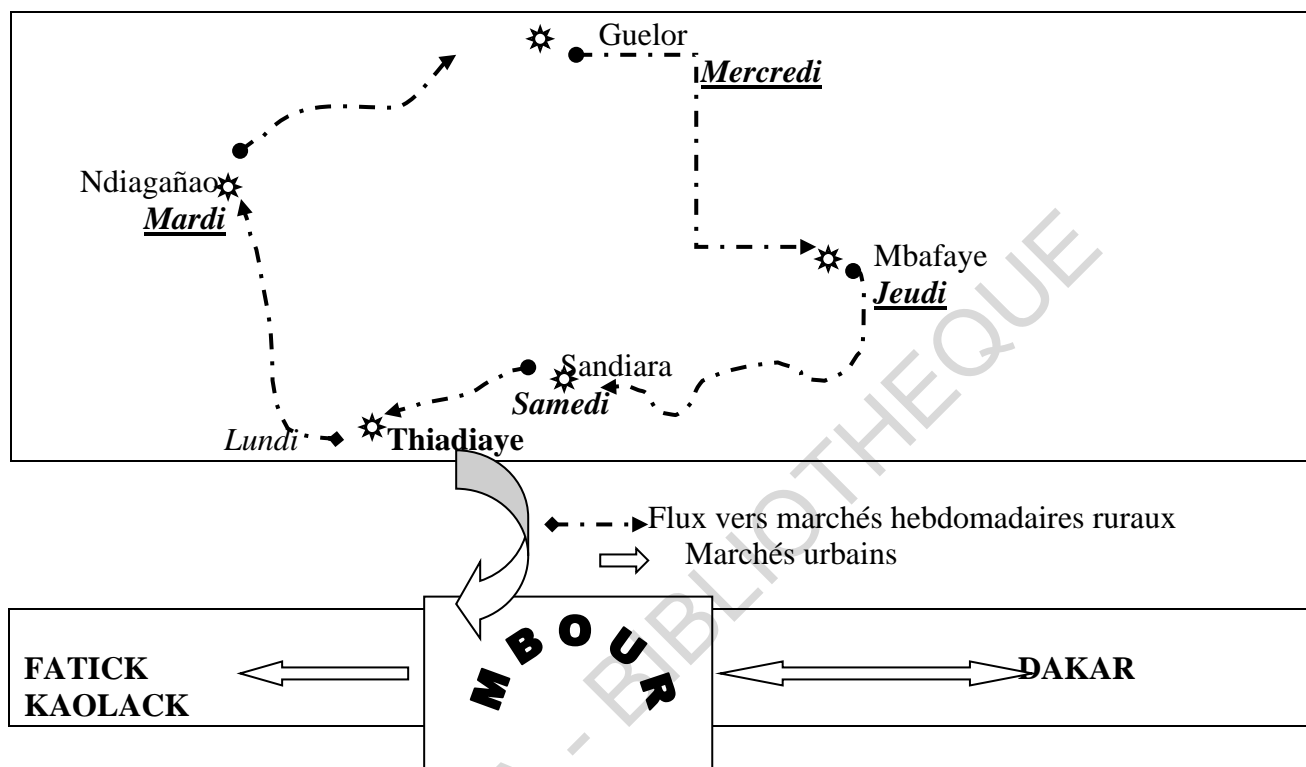 Guelor
Mercredi
Ndiagañao
Mardi
Mbafaye
Jeudi
Sandiara
Samedi
Lundi
Thiadiaye
Flux vers marchés hebdomadaires ruraux
Marchés urbains
MBOUR
FATICK
KAOLACK
DAKAR
A - BIBLIOTHEQUE